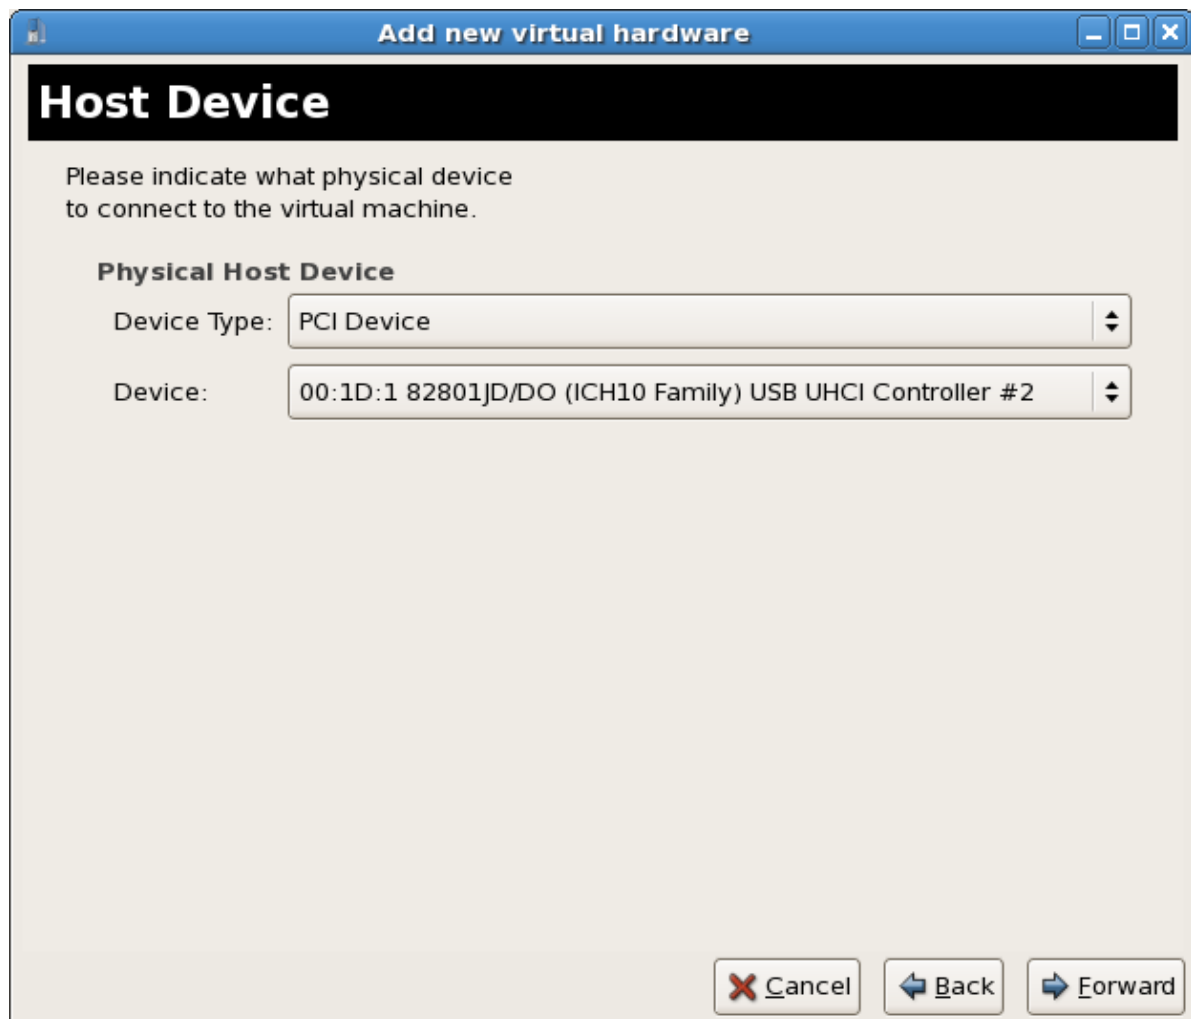 Add new virtual hardware
Host Device
Please indicate what physical device
to connect to the virtual machine.
Physical Host Device
Device Type: PCI Device
Device: 00:1D:1 82801JD/DO (ICH10 Family) USB UHCI Controller #2
Cancel Back Forward